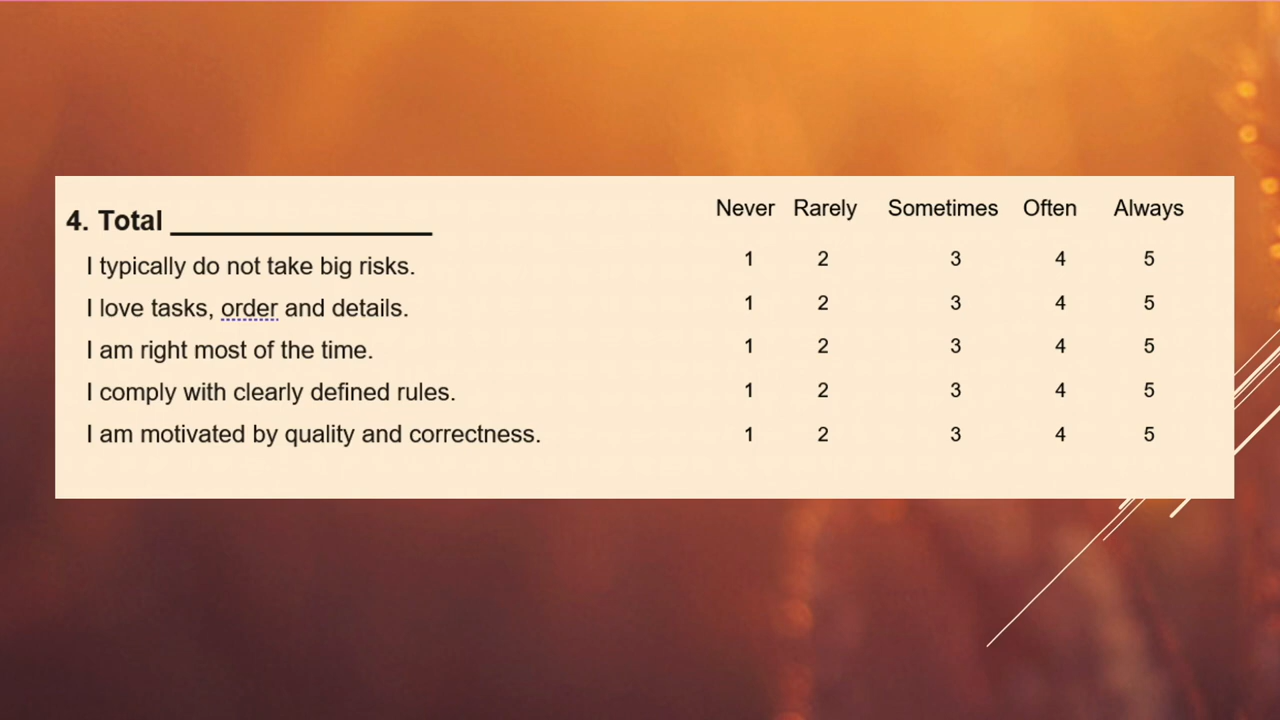 4. Total Never Rarely Sometimes Often Always
I typically do not take big risks. 1 2 3 4 5
I love tasks, order and details. 1 2 3 4 5
I am right most of the time. 1 2 3 4 5
I comply with clearly defined rules. 1 2 3 4 5
I am motivated by quality and correctness. 1 2 3 4 5